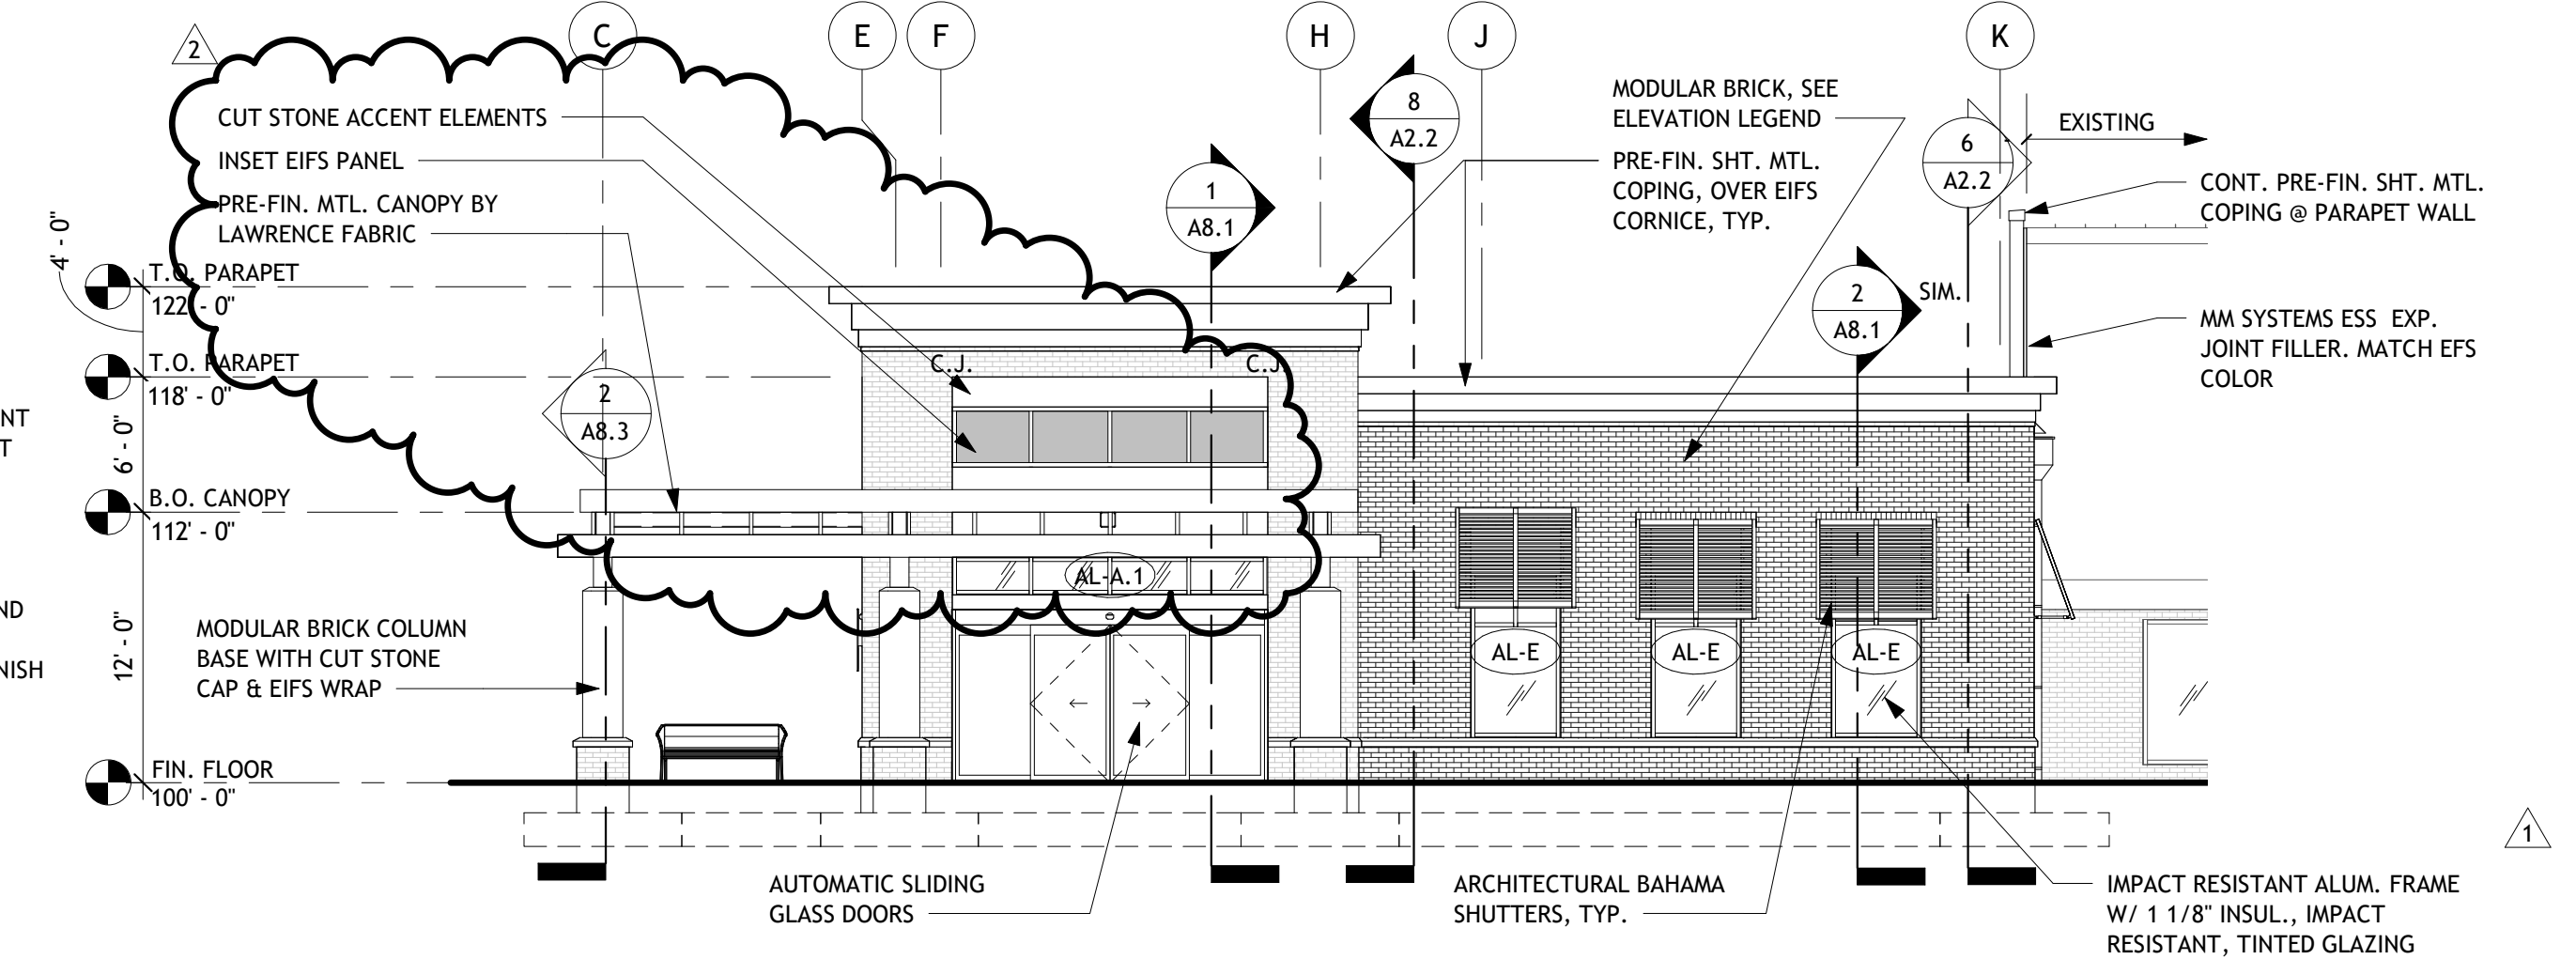 C
E
F
H
J
K
2
CUT STONE ACCENT ELEMENTS
INSET EIFS PANEL
PRE-FIN. MTL. CANOPY BY
LAWRENCE FABRIC
8
A2.2
1
A8.1
MODULAR BRICK, SEE
ELEVATION LEGEND
PRE-FIN. SHT. MTL.
COPING, OVER EIFS
CORNICE, TYP.
6
A2.2
EXISTING
CONT. PRE-FIN. SHT. MTL.
COPING @ PARAPET WALL
MM SYSTEMS ESS EXP.
JOINT FILLER. MATCH EFS
COLOR
2
A8.1
SIM.
4' - 0"
T.O. PARAPET
122' - 0"
T.O. PARAPET
118' - 0"
6' - 0"
B.O. CANOPY
112' - 0"
12' - 0"
FIN. FLOOR
100' - 0"
NT
T
ND
NISH
2
A8.3
C.J.
C.J.
AL-A.1
AL-E
AL-E
AL-E
MODULAR BRICK COLUMN
BASE WITH CUT STONE
CAP & EIFS WRAP
AUTOMATIC SLIDING
GLASS DOORS
ARCHITECTURAL BAHAMA
SHUTTERS, TYP.
1
IMPACT RESISTANT ALUM. FRAME
W/ 1 1/8" INSUL., IMPACT
RESISTANT, TINTED GLAZING